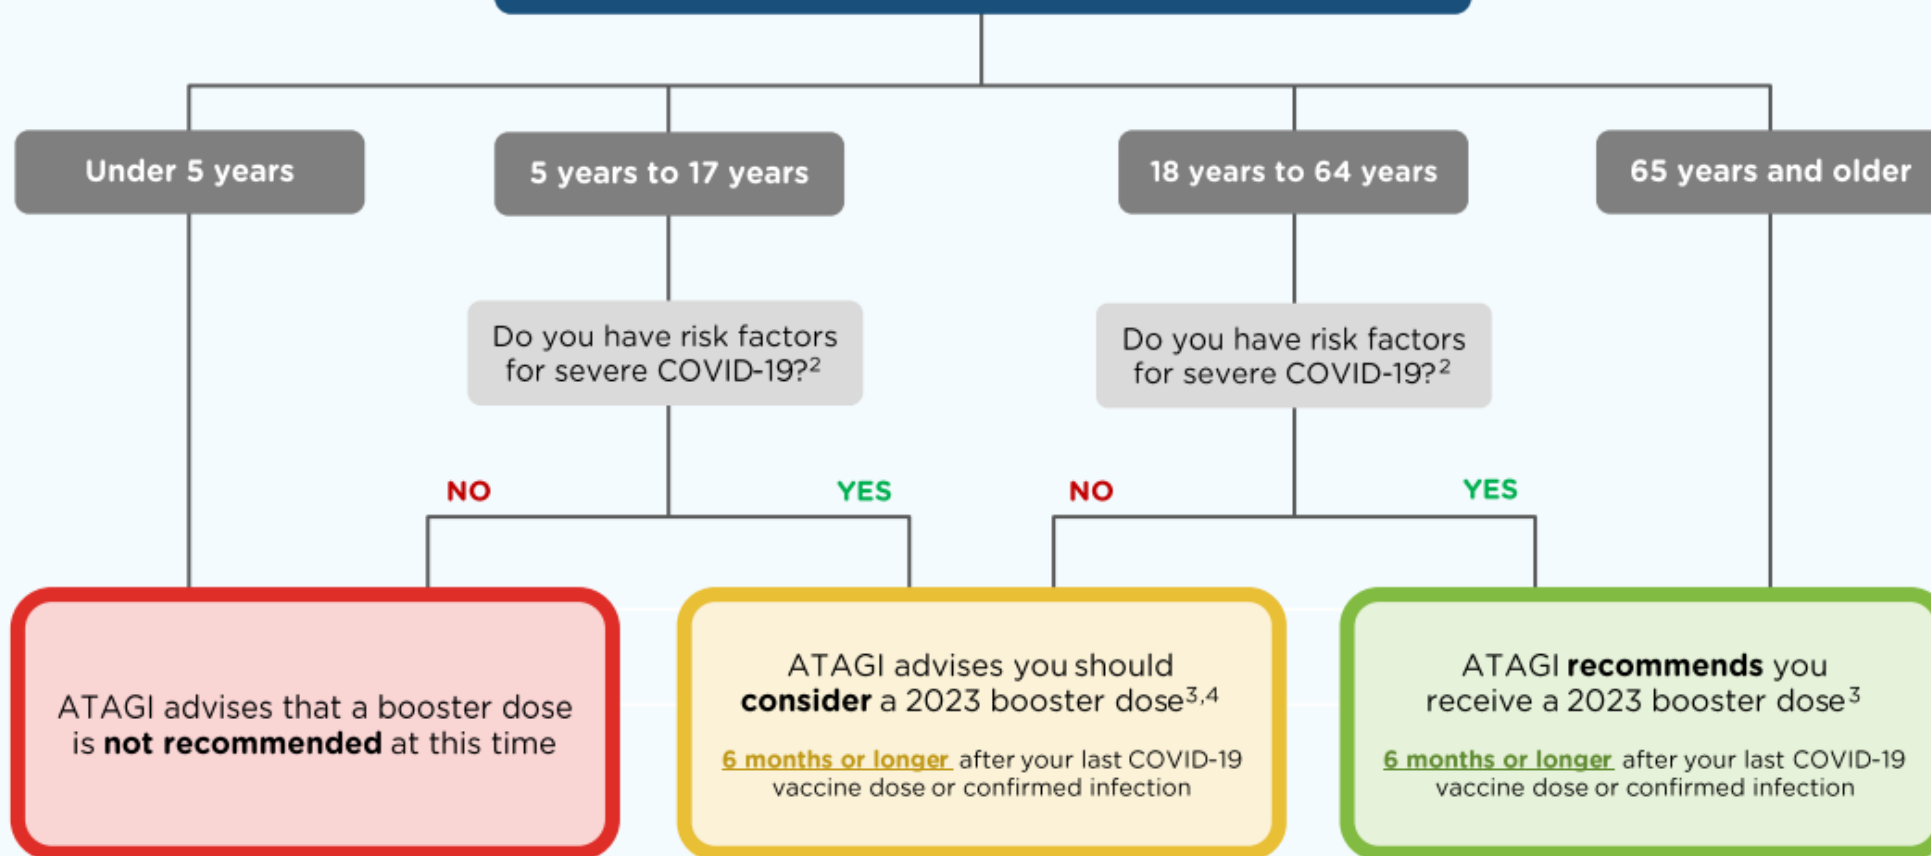 Under 5 years
5 years to 17 years
18 years to 64 years
65 years and older
Do you have risk factors
for severe COVID-19?²
Do you have risk factors
for severe COVID-19?²
NO
YES
NO
YES
ATAGI advises that a booster dose
is not recommended at this time
ATAGI advises you should
consider a 2023 booster dose³,⁴
6 months or longer after your last COVID-19
vaccine dose or confirmed infection
ATAGI recommends you
receive a 2023 booster dose³
6 months or longer after your last COVID-19
vaccine dose or confirmed infection